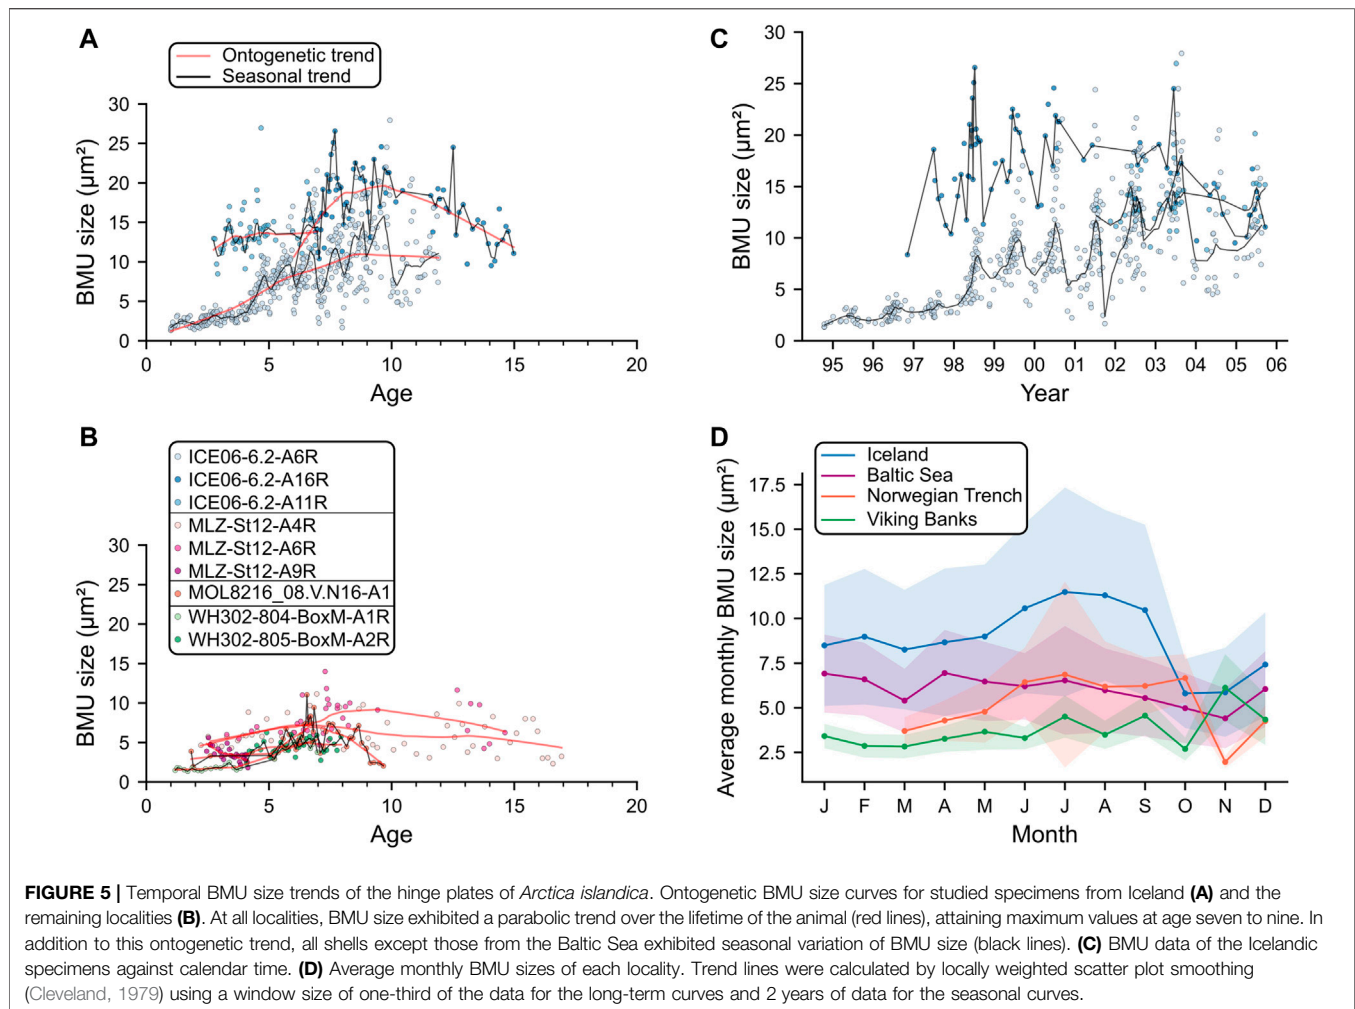 A
Ontogenetic trend
Seasonal trend
BMU size (µm²)
30
25
20
15
10
5
0
0
5
10
15
20
Age
C
BMU size (µm²)
30
25
20
15
10
5
0
95
96
97
98
99
00
01
02
03
04
05
06
Year
B
ICE06-6.2-A6R
ICE06-6.2-A16R
ICE06-6.2-A11R
MLZ-St12-A4R
MLZ-St12-A6R
MLZ-St12-A9R
MOL8216_08.V.N16-A1
WH302-804-BoxM-A1R
WH302-805-BoxM-A2R
BMU size (µm²)
30
25
20
15
10
5
0
0
5
10
15
20
Age
D
Iceland
Baltic Sea
Norwegian Trench
Viking Banks
Average monthly BMU size (µm²)
17.5
15.0
12.5
10.0
7.5
5.0
2.5
J
F
M
A
M
J
J
A
S
O
N
D
Month
FIGURE 5 | Temporal BMU size trends of the hinge plates of Arctica islandica. Ontogenetic BMU size curves for studied specimens from Iceland (A) and the
remaining localities (B). At all localities, BMU size exhibited a parabolic trend over the lifetime of the animal (red lines), attaining maximum values at age seven to nine. In
addition to this ontogenetic trend, all shells except those from the Baltic Sea exhibited seasonal variation of BMU size (black lines). (C) BMU data of the Icelandic
specimens against calendar time. (D) Average monthly BMU sizes of each locality. Trend lines were calculated by locally weighted scatter plot smoothing
(Cleveland, 1979) using a window size of one-third of the data for the long-term curves and 2 years of data for the seasonal curves.